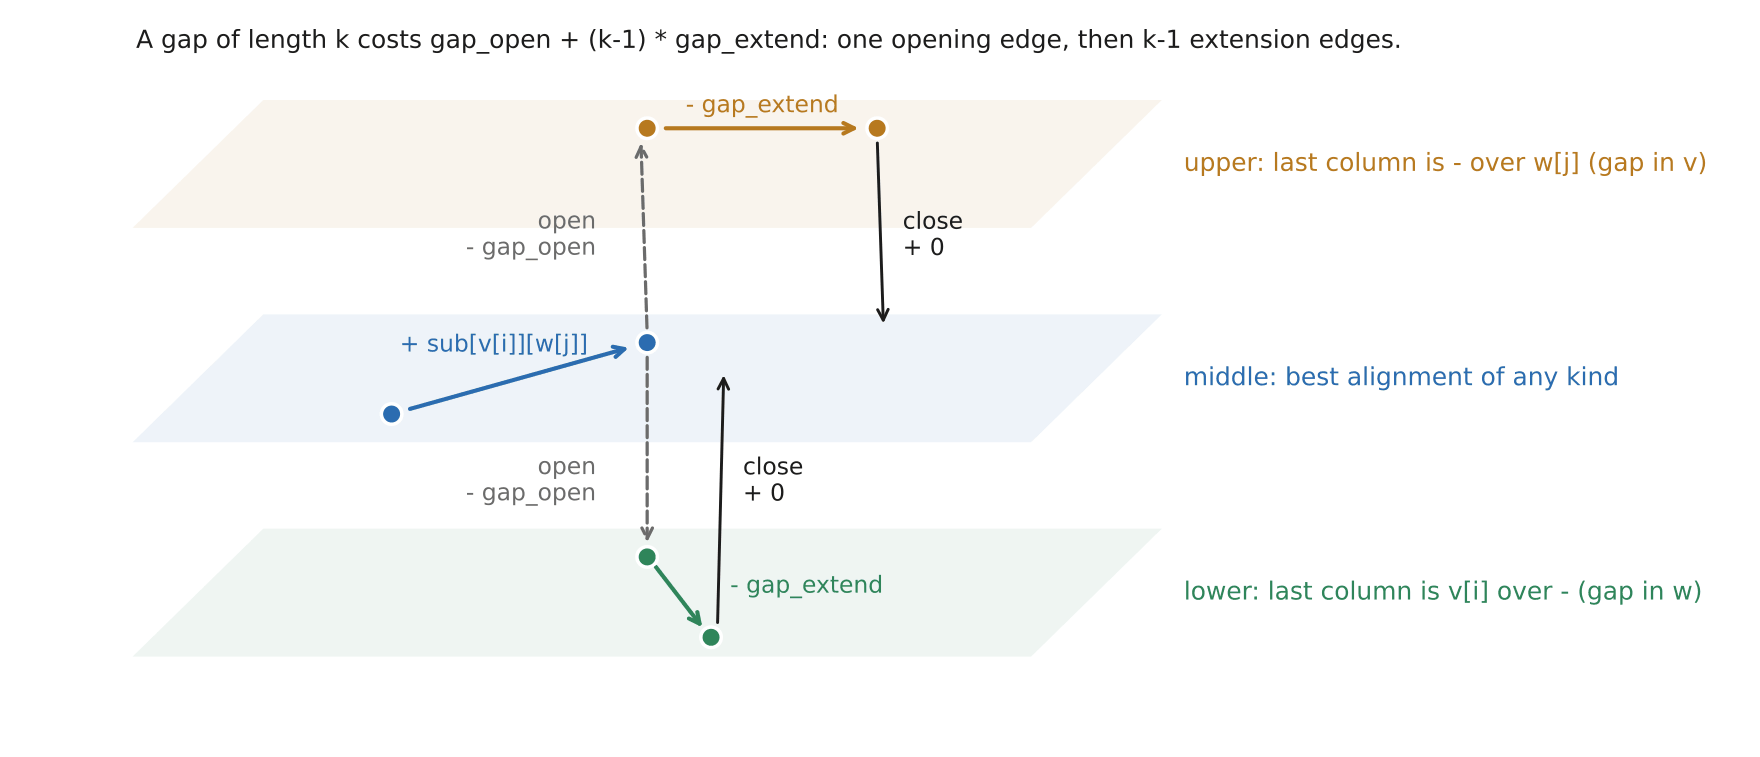 A gap of length k costs gap_open + (k-1) * gap_extend: one opening edge, then k-1 extension edges.
- gap_extend
upper: last column is - over w[j] (gap in v)
open
- gap_open
close
+ 0
+ sub[v[i]][w[j]]
middle: best alignment of any kind
open
- gap_open
close
+ 0
- gap_extend
lower: last column is v[i] over - (gap in w)